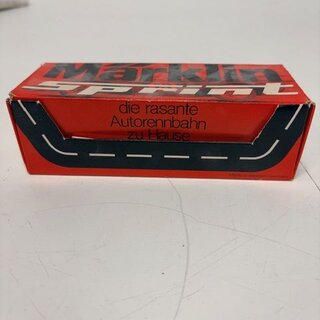 Märklin
sprint
die rasante
Autorennbahn
zu Hause